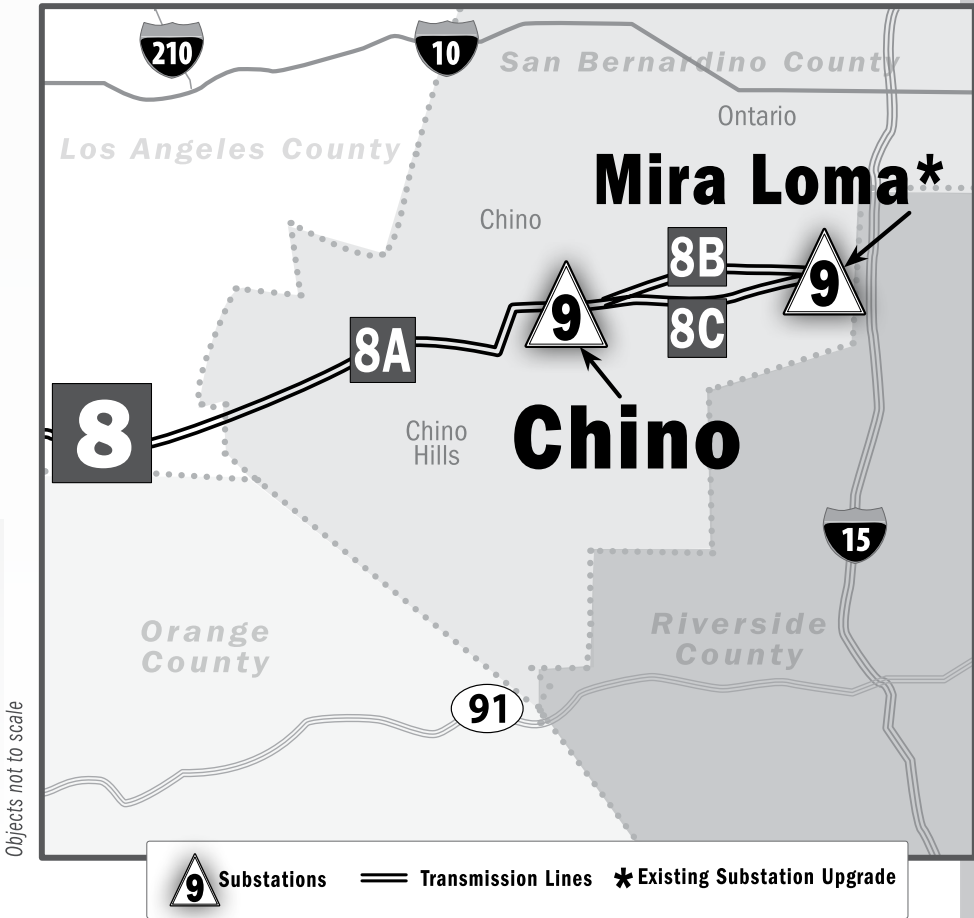 210
10
San Bernardino County
Ontario
Los Angeles County
Mira Loma*
Chino
8B
9
9
8C
8A
8
Chino
Chino
Hills
15
Orange
County
Riverside
County
91
Objects not to scale
9 Substations
Transmission Lines
* Existing Substation Upgrade